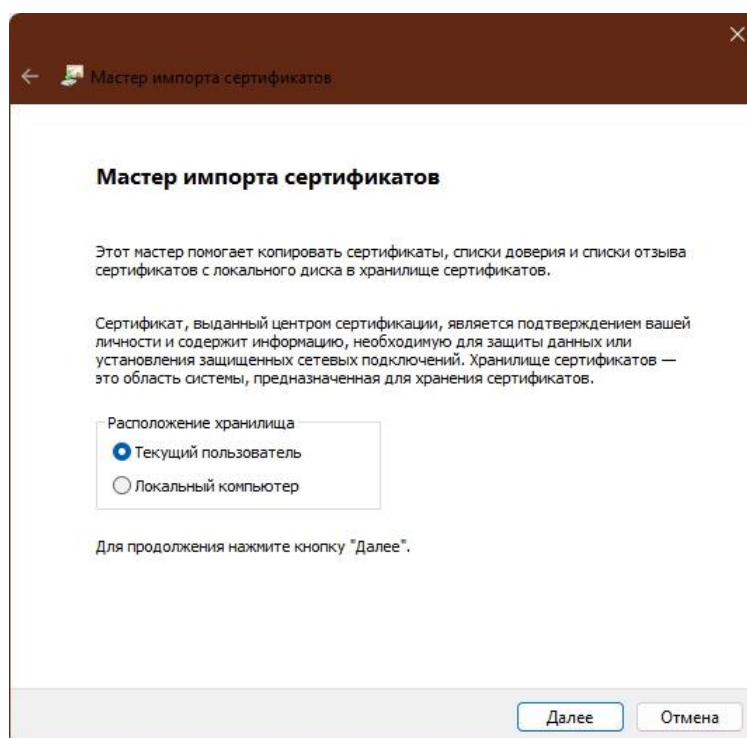 Мастер импорта сертификатов
Мастер импорта сертификатов
Этот мастер помогает копировать сертификаты, списки доверия и списки отзыва
сертификатов с локального диска в хранилище сертификатов.
Сертификат, выданный центром сертификации, является подтверждением вашей
личности и содержит информацию, необходимую для защиты данных или
установления защищенных сетевых подключений. Хранилище сертификатов —
это область системы, предназначенная для хранения сертификатов.
Расположение хранилища
Текущий пользователь
Локальный компьютер
Для продолжения нажмите кнопку "Далее".
Далее Отмена